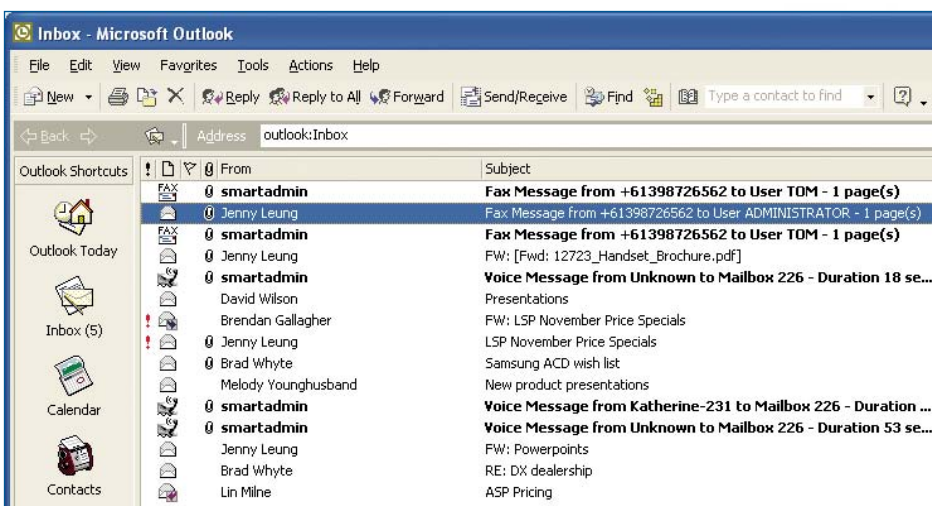 Inbox - Microsoft Outlook
File Edit View Favorites Tools Actions Help
New Reply Reply to All Forward Send/Receive Find Type a contact to find
Back Address outlook:Inbox
Outlook Shortcuts ! From Subject
FAX smartadmin Fax Message from +61398726562 to User TOM - 1 page(s)
Jenny Leung Fax Message from +61398726562 to User ADMINISTRATOR - 1 page(s)
FAX smartadmin Fax Message from +61398726562 to User TOM - 1 page(s)
Outlook Today
Jenny Leung FW: [Fwd: 12723_Handset_Brochure.pdf]
smartadmin Voice Message from Unknown to Mailbox 226 - Duration 18 se...
David Wilson Presentations
Inbox (5)
! Brendan Gallagher FW: LSP November Price Specials
! Jenny Leung LSP November Price Specials
Brad Whyte Samsung ACD wish list
Melody Younghusband New product presentations
Calendar
smartadmin Voice Message from Katherine-231 to Mailbox 226 - Duration ...
smartadmin Voice Message from Unknown to Mailbox 226 - Duration 53 se...
Jenny Leung FW: Powerpoints
Brad Whyte RE: DX dealership
Contacts
Lin Milne ASP Pricing